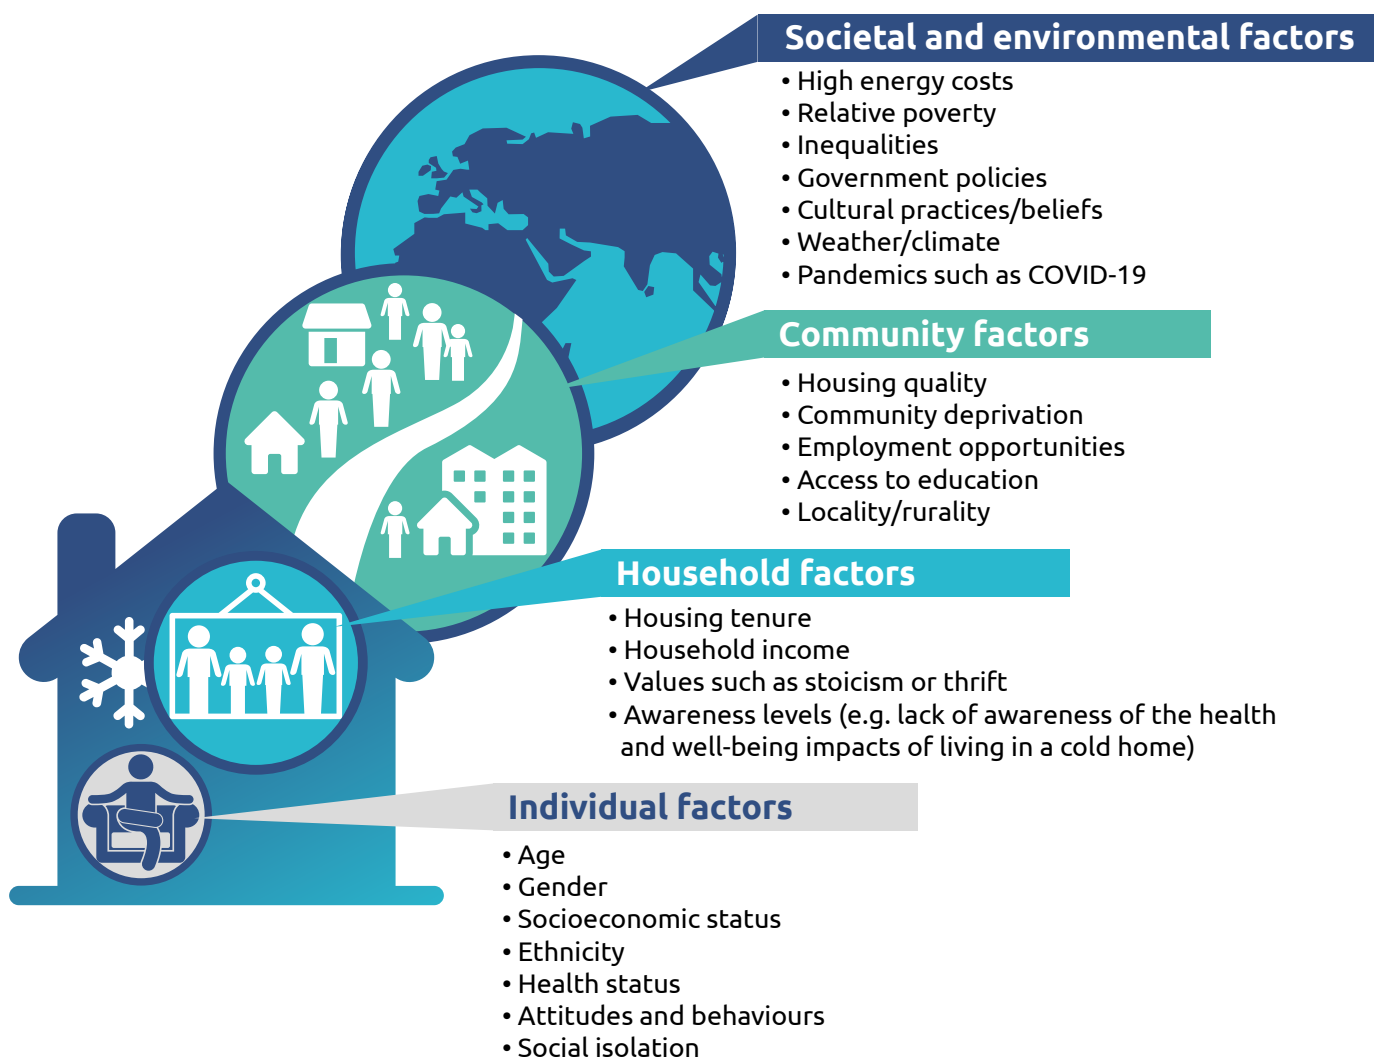 Societal and environmental factors
• High energy costs
• Relative poverty
• Inequalities
• Government policies
• Cultural practices/beliefs
• Weather/climate
• Pandemics such as COVID-19
Community factors
• Housing quality
• Community deprivation
• Employment opportunities
• Access to education
• Locality/rurality
Household factors
• Housing tenure
• Household income
• Values such as stoicism or thrift
• Awareness levels (e.g. lack of awareness of the health
and well-being impacts of living in a cold home)
Individual factors
• Age
• Gender
• Socioeconomic status
• Ethnicity
• Health status
• Attitudes and behaviours
• Social isolation